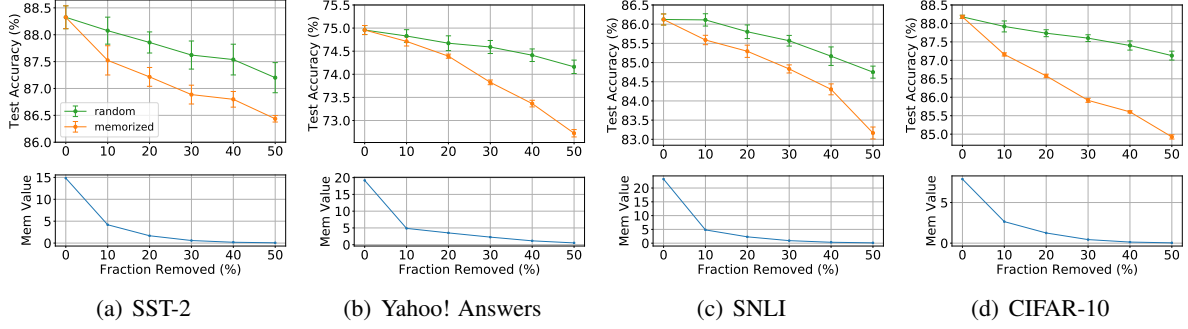 Test Accuracy (%)
88.5
88.0
87.5
87.0
86.5
86.0
random
memorized
0 10 20 30 40 50
Mem Value
15
10
5
0
0 10 20 30 40 50
Fraction Removed (%)
(a) SST-2
Test Accuracy (%)
75.5
75.0
74.5
74.0
73.5
73.0
0 10 20 30 40 50
Mem Value
20
15
10
5
0
0 10 20 30 40 50
Fraction Removed (%)
(b) Yahoo! Answers
Test Accuracy (%)
86.5
86.0
85.5
85.0
84.5
84.0
83.5
83.0
0 10 20 30 40 50
Mem Value
20
15
10
5
0
0 10 20 30 40 50
Fraction Removed (%)
(c) SNLI
Test Accuracy (%)
88.5
88.0
87.5
87.0
86.5
86.0
85.5
85.0
0 10 20 30 40 50
Mem Value
5
0
0 10 20 30 40 50
Fraction Removed (%)
(d) CIFAR-10